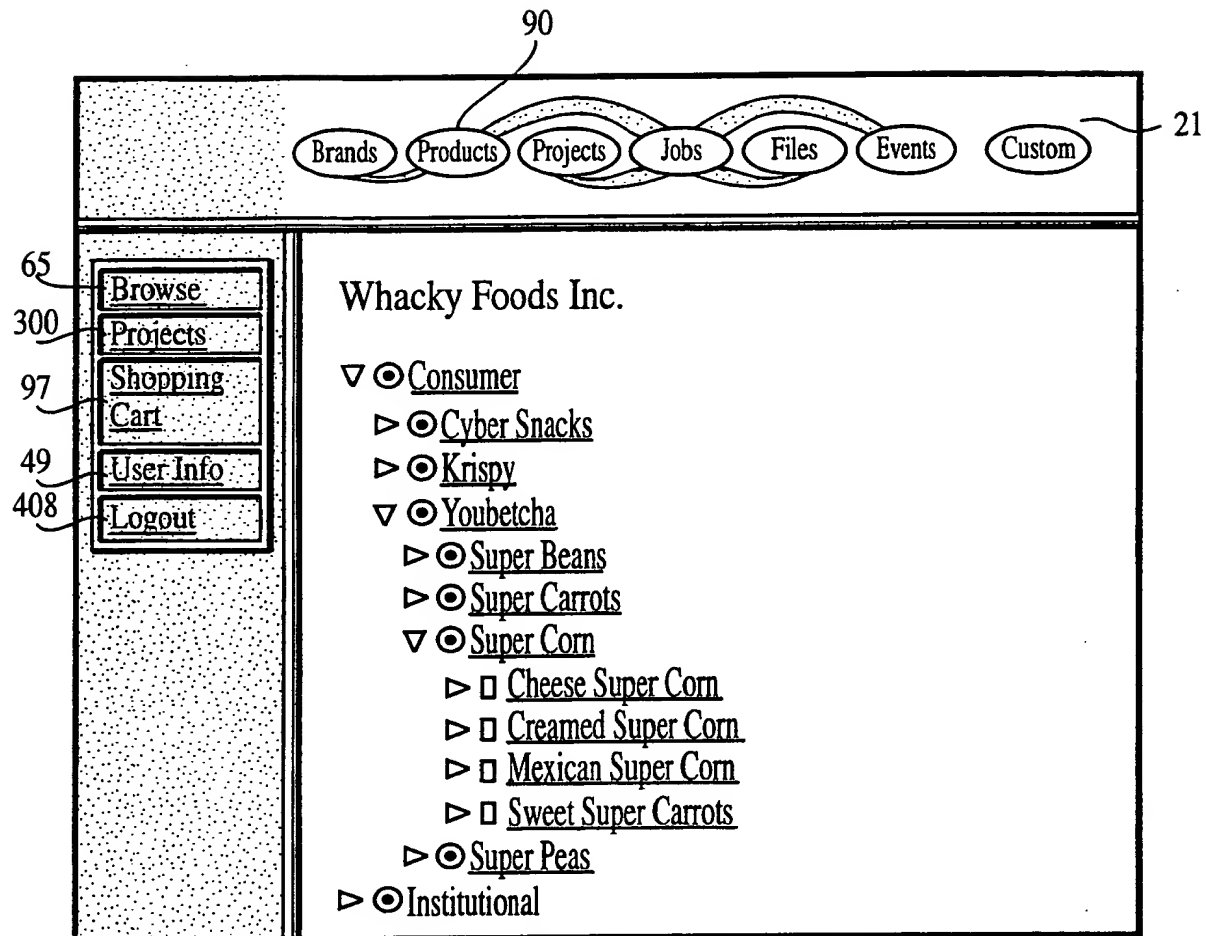 90
21
Brands Products Projects Jobs Files Events Custom
65
Browse
300
Projects
97
Shopping
Cart
49
User Info
408
Logout
Whacky Foods Inc.
Consumer
Cyber Snacks
Krispy
Youbetcha
Super Beans
Super Carrots
Super Corn
Cheese Super Corn
Creamed Super Corn
Mexican Super Corn
Sweet Super Carrots
Super Peas
Institutional